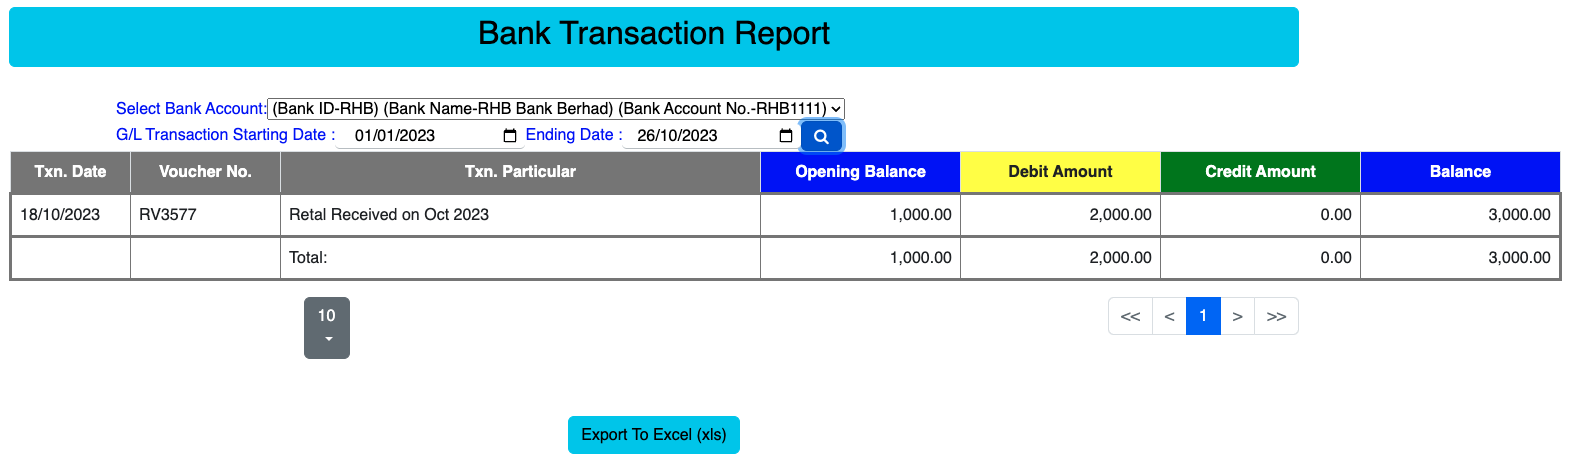 Bank Transaction Report
Select Bank Account: (Bank ID-RHB) (Bank Name-RHB Bank Berhad) (Bank Account No.-RHB1111)
G/L Transaction Starting Date : 01/01/2023 Ending Date : 26/10/2023
Txn. Date Voucher No. Txn. Particular Opening Balance Debit Amount Credit Amount Balance
18/10/2023 RV3577 Retal Received on Oct 2023 1,000.00 2,000.00 0.00 3,000.00
Total: 1,000.00 2,000.00 0.00 3,000.00
10 << < 1 > >>
Export To Excel (xls)